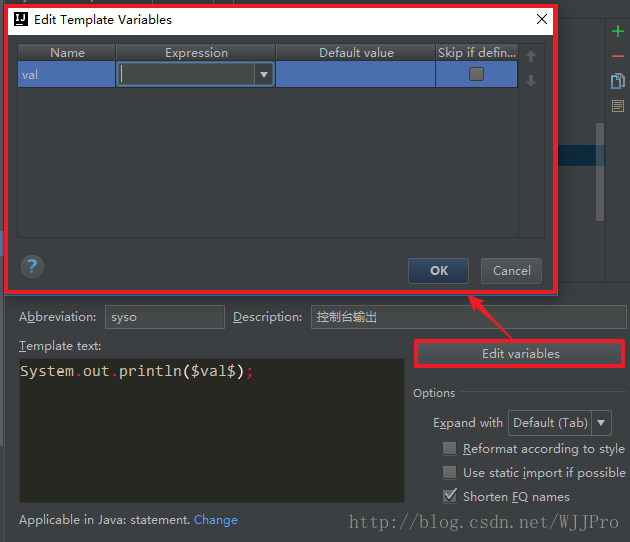 Edit Template Variables
Name Expression Default value Skip if defin...
val
OK Cancel
Abbreviation: syso Description: 控制台输出
Template text: Edit variables
System.out.println($val$);
Options
Expand with Default (Tab)
Reformat according to style
Use static import if possible
Shorten FQ names
Applicable in Java: statement. Change
http://blog.csdn.net/WJJPro